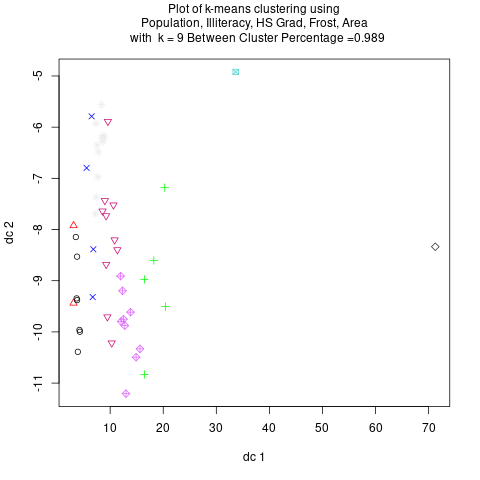 Plot of k-means clustering using
Population, Illiteracy, HS Grad, Frost, Area
with k = 9 Between Cluster Percentage =0.989
-5
-6
-7
-8
-9
-10
-11
dc 2
10
20
30
40
50
60
70
dc 1